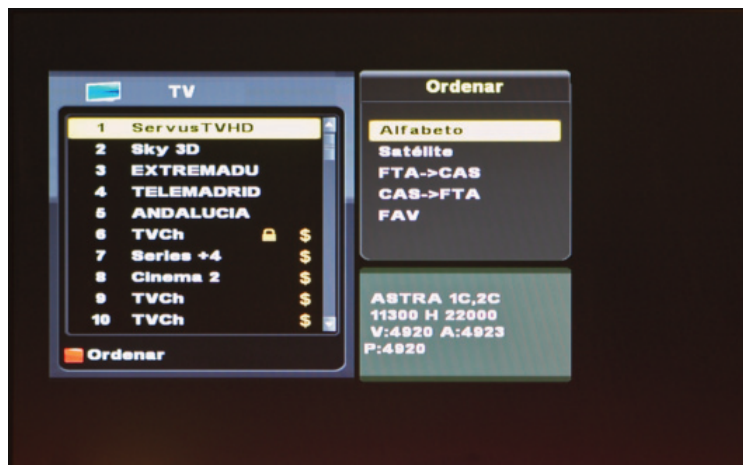 TV
1 ServusTVHD
2 Sky 3D
3 EXTREMADU
4 TELEMADRID
5 ANDALUCIA
6 TVCh $
7 Series +4 $
8 Cinema 2 $
9 TVCh $
10 TVCh $
Ordenar
Ordenar
Alfabeto
Satélite
FTA->CAS
CAS->FTA
FAV
ASTRA 1C,2C
11300 H 22000
V:4920 A:4923
P:4920